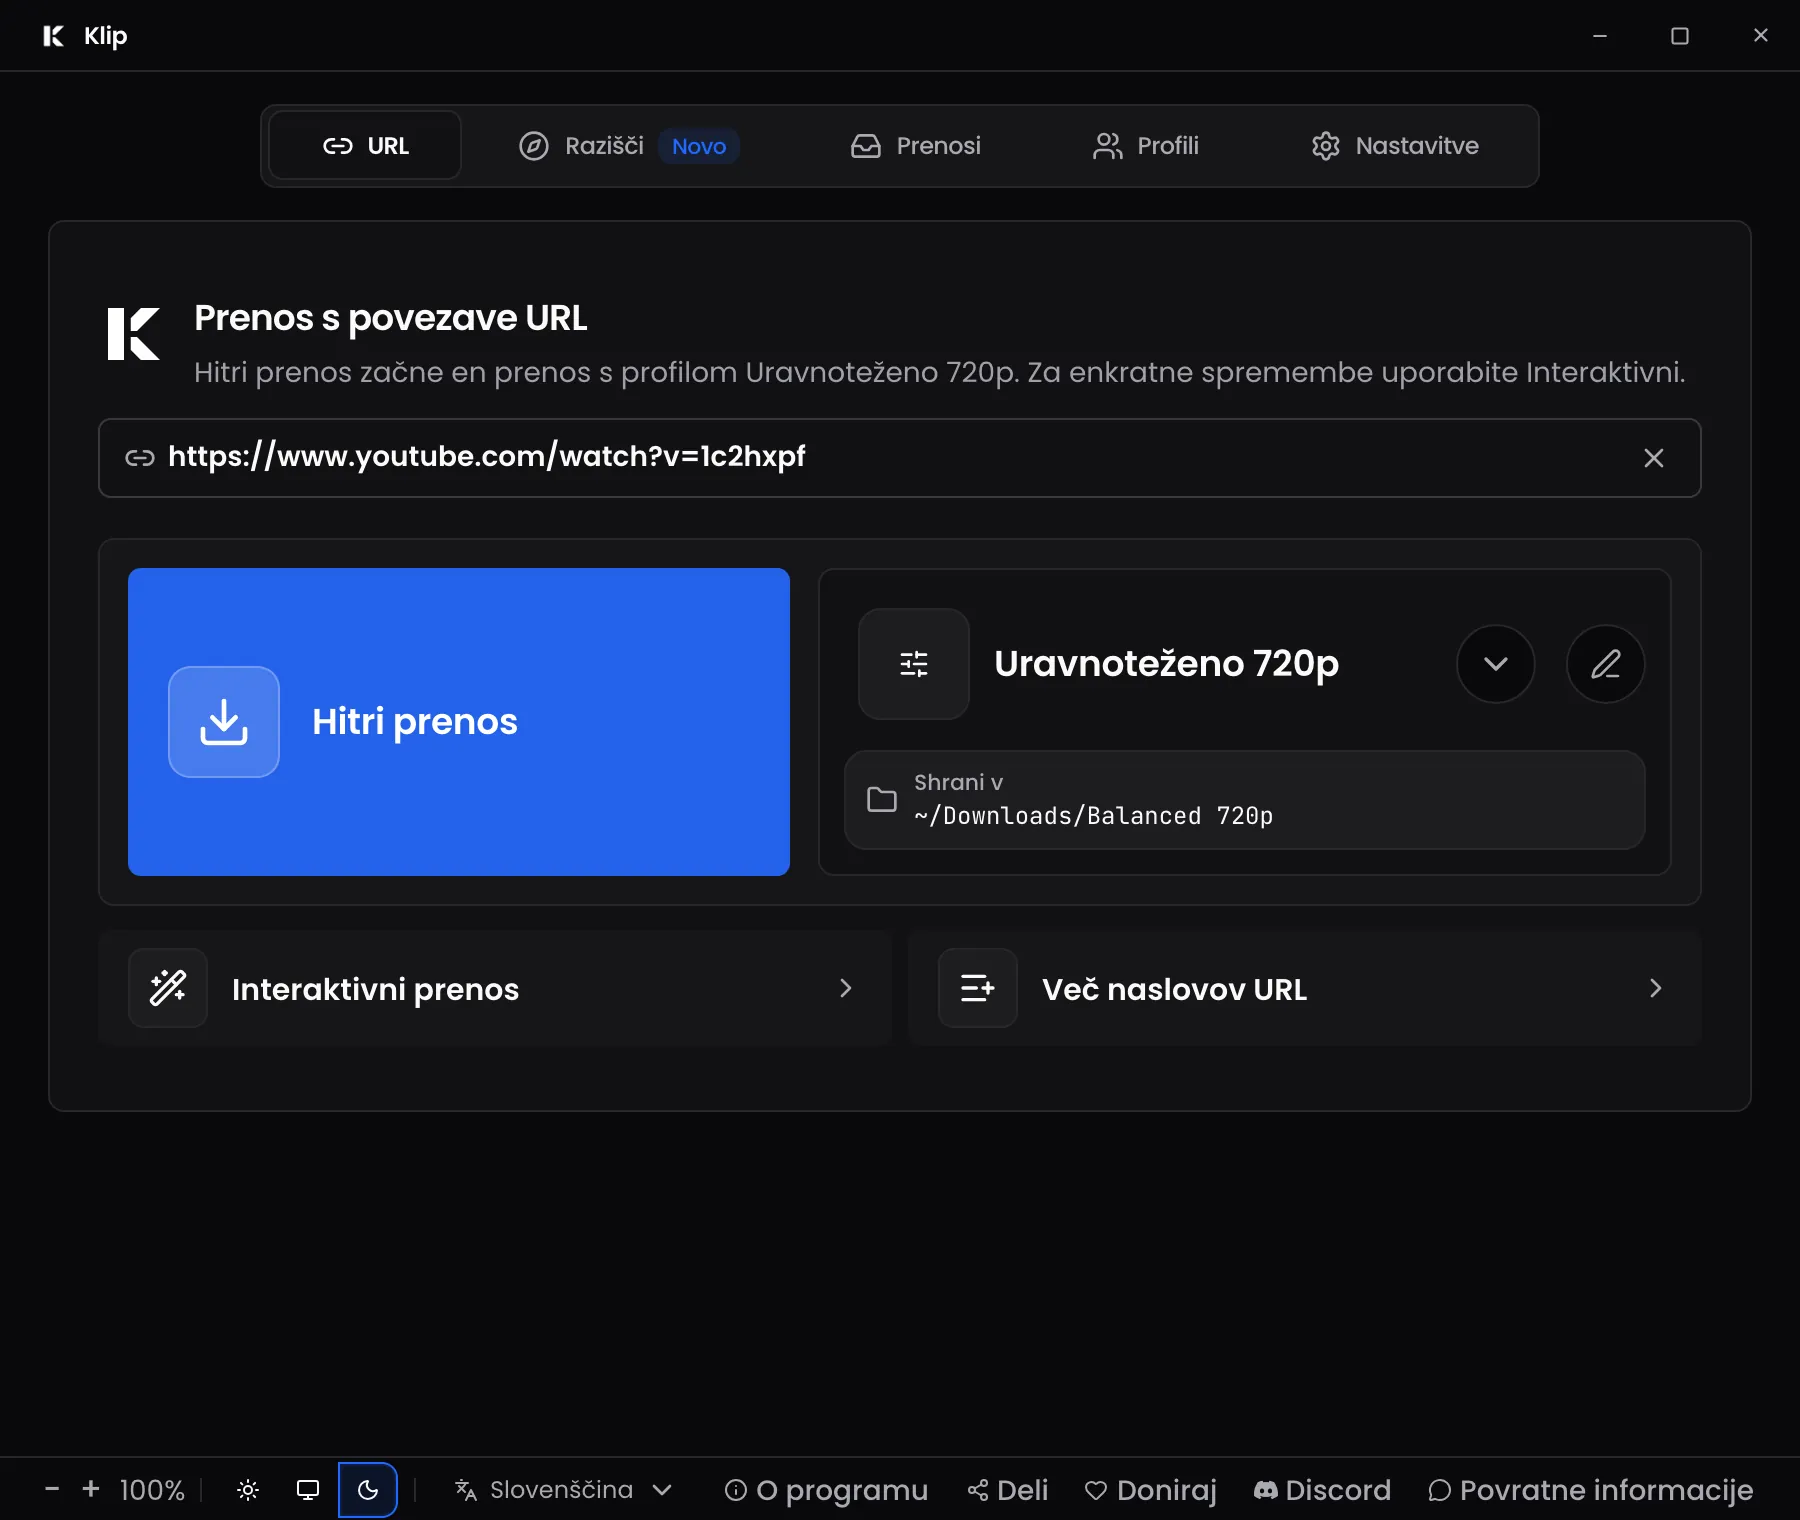 Klip
URL
Razišči
Novo
Prenosi
Profili
Nastavitve
Prenos s povezave URL
Hitri prenos začne en prenos s profilom Uravnoteženo 720p. Za enkratne spremembe uporabite Interaktivni.
https://www.youtube.com/watch?v=1c2hxpf
Hitri prenos
Uravnoteženo 720p
Shrani v
~/Downloads/Balanced 720p
Interaktivni prenos
Več naslovov URL
100%
Slovenščina
O programu
Deli
Doniraj
Discord
Povratne informacije